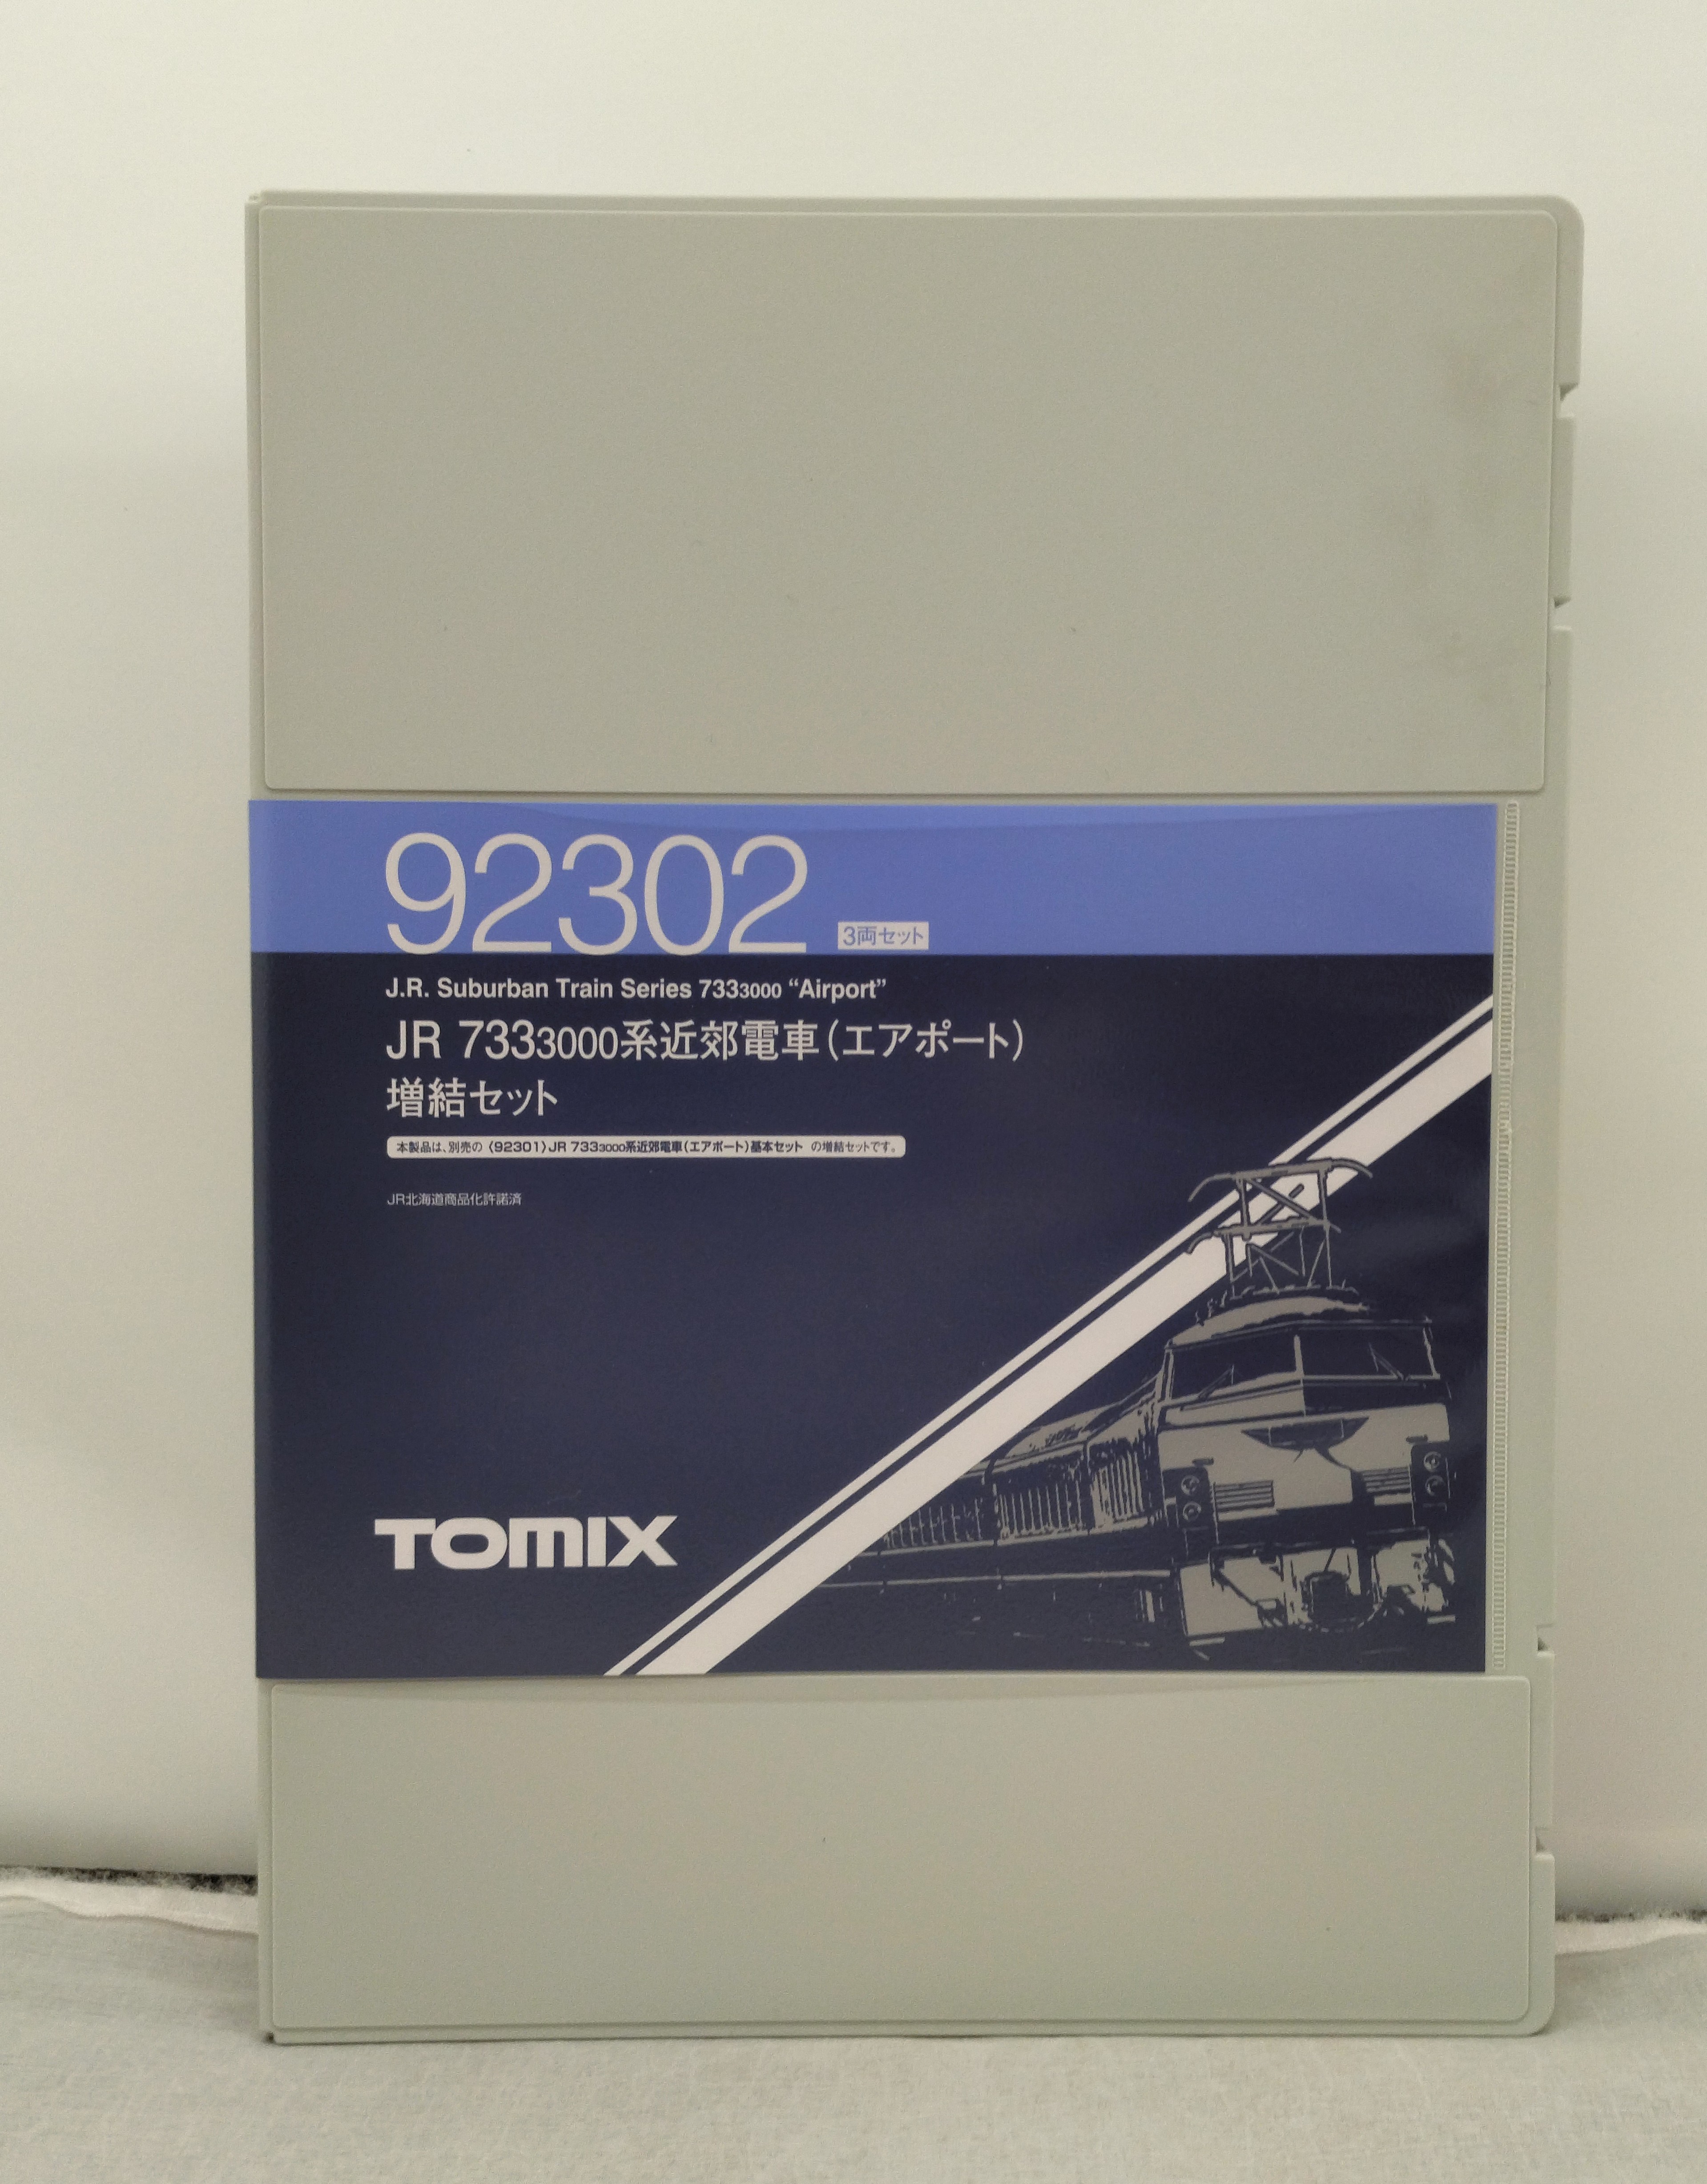 92302 3両セット
J.R. Suburban Train Series 7333000 “Airport”
JR 7333000系近郊電車(エアポート)
増結セット
本製品は、別売の〈92301〉JR 7333000系近郊電車(エアポート)基本セット の増結セットです。
JR北海道商品化許諾済
TOMIX